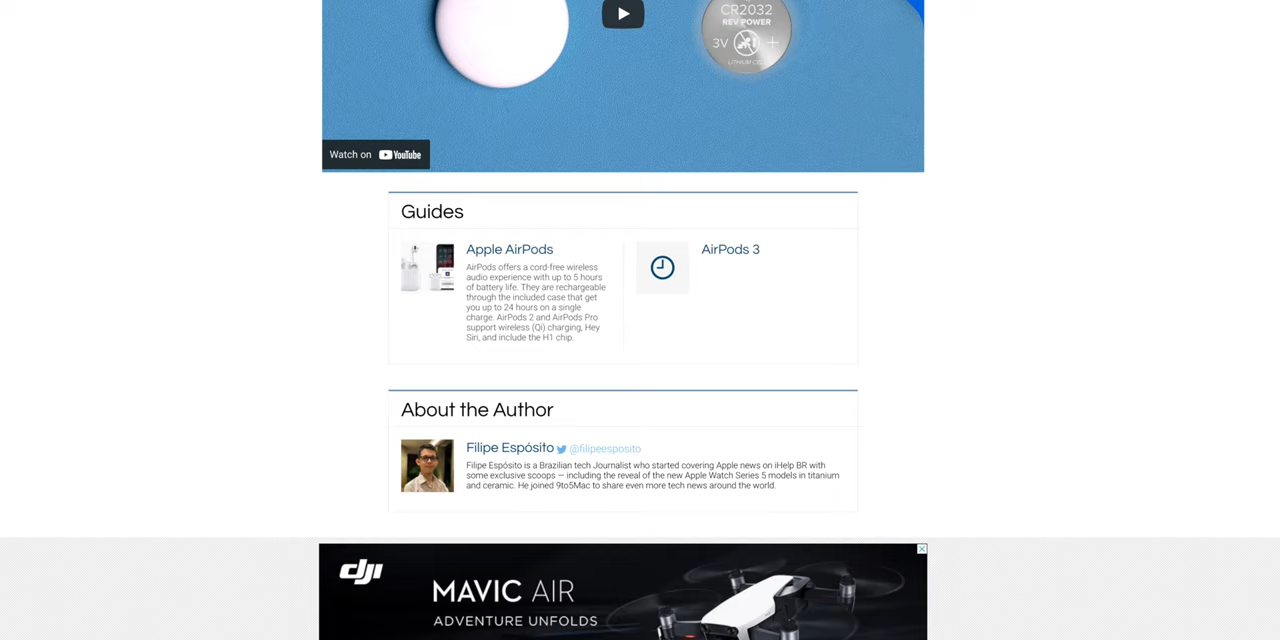 CR2032
REV POWER
3V +
LITHIUM CELL
Watch on YouTube
Guides
Apple AirPods
AirPods offers a cord-free wireless
audio experience with up to 5 hours
of battery life. They are rechargeable
through the included case that get
you up to 24 hours on a single
charge. AirPods 2 and AirPods Pro
support wireless (Qi) charging, Hey
Siri, and include the H1 chip.
AirPods 3
About the Author
Filipe Espósito @filipeesposito
Filipe Espósito is a Brazilian tech Journalist who started covering Apple news on iHelp BR with
some exclusive scoops — including the reveal of the new Apple Watch Series 5 models in titanium
and ceramic. He joined 9to5Mac to share even more tech news around the world.
dji
MAVIC AIR
ADVENTURE UNFOLDS